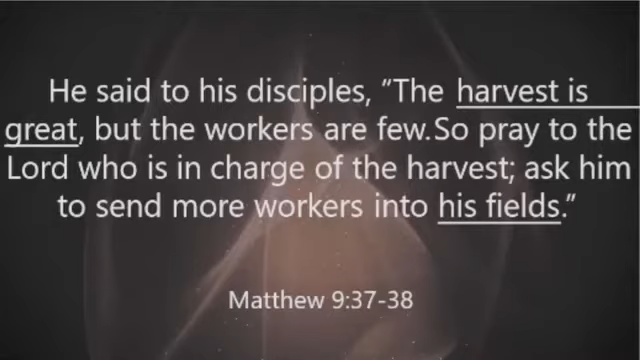 He said to his disciples, “The harvest is
great, but the workers are few.So pray to the
Lord who is in charge of the harvest; ask him
to send more workers into his fields.”
Matthew 9:37-38